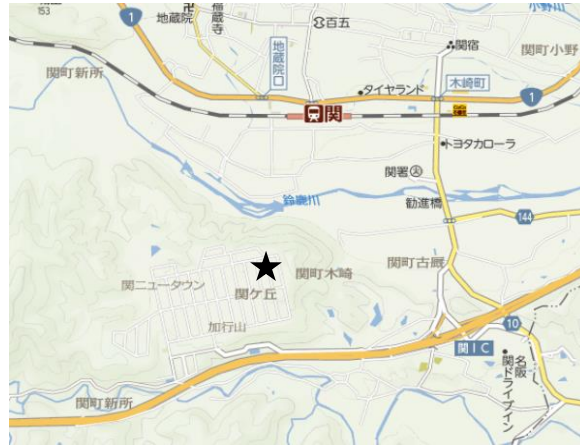 153
1
地蔵院
福蔵寺
百五
小野川
関宿
関町小野
地蔵院口
関町新所
タイヤランド
木崎町
1
関
トヨタカローラ
関署
鈴鹿川
勧進橋
144
関町木崎
関町古厩
関ニュータウン
関ケ丘
加行山
10
関IC
名阪関ドライブイン
関町新所